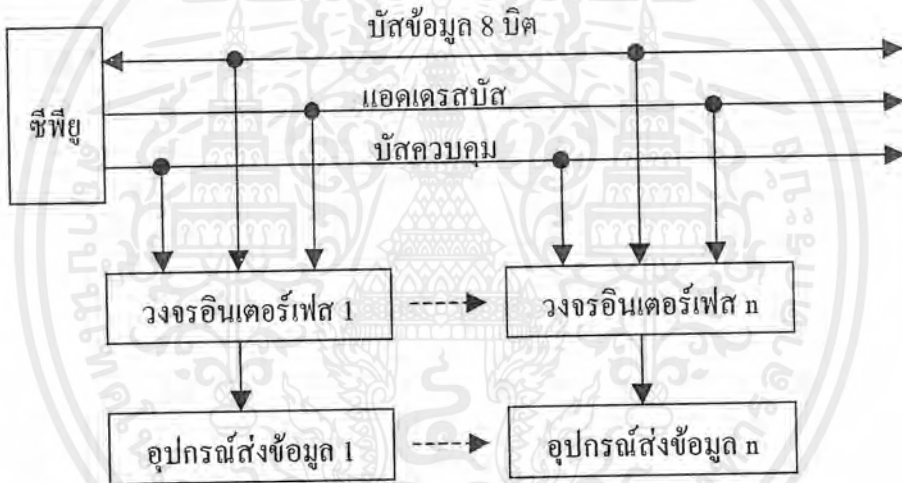 บัสข้อมูล 8 บิต
ซีพียู
แอดเดรสบัส
บัสควบคุม
วงจรอินเตอร์เฟส 1
วงจรอินเตอร์เฟส n
อุปกรณ์ส่งข้อมูล 1
อุปกรณ์ส่งข้อมูล n